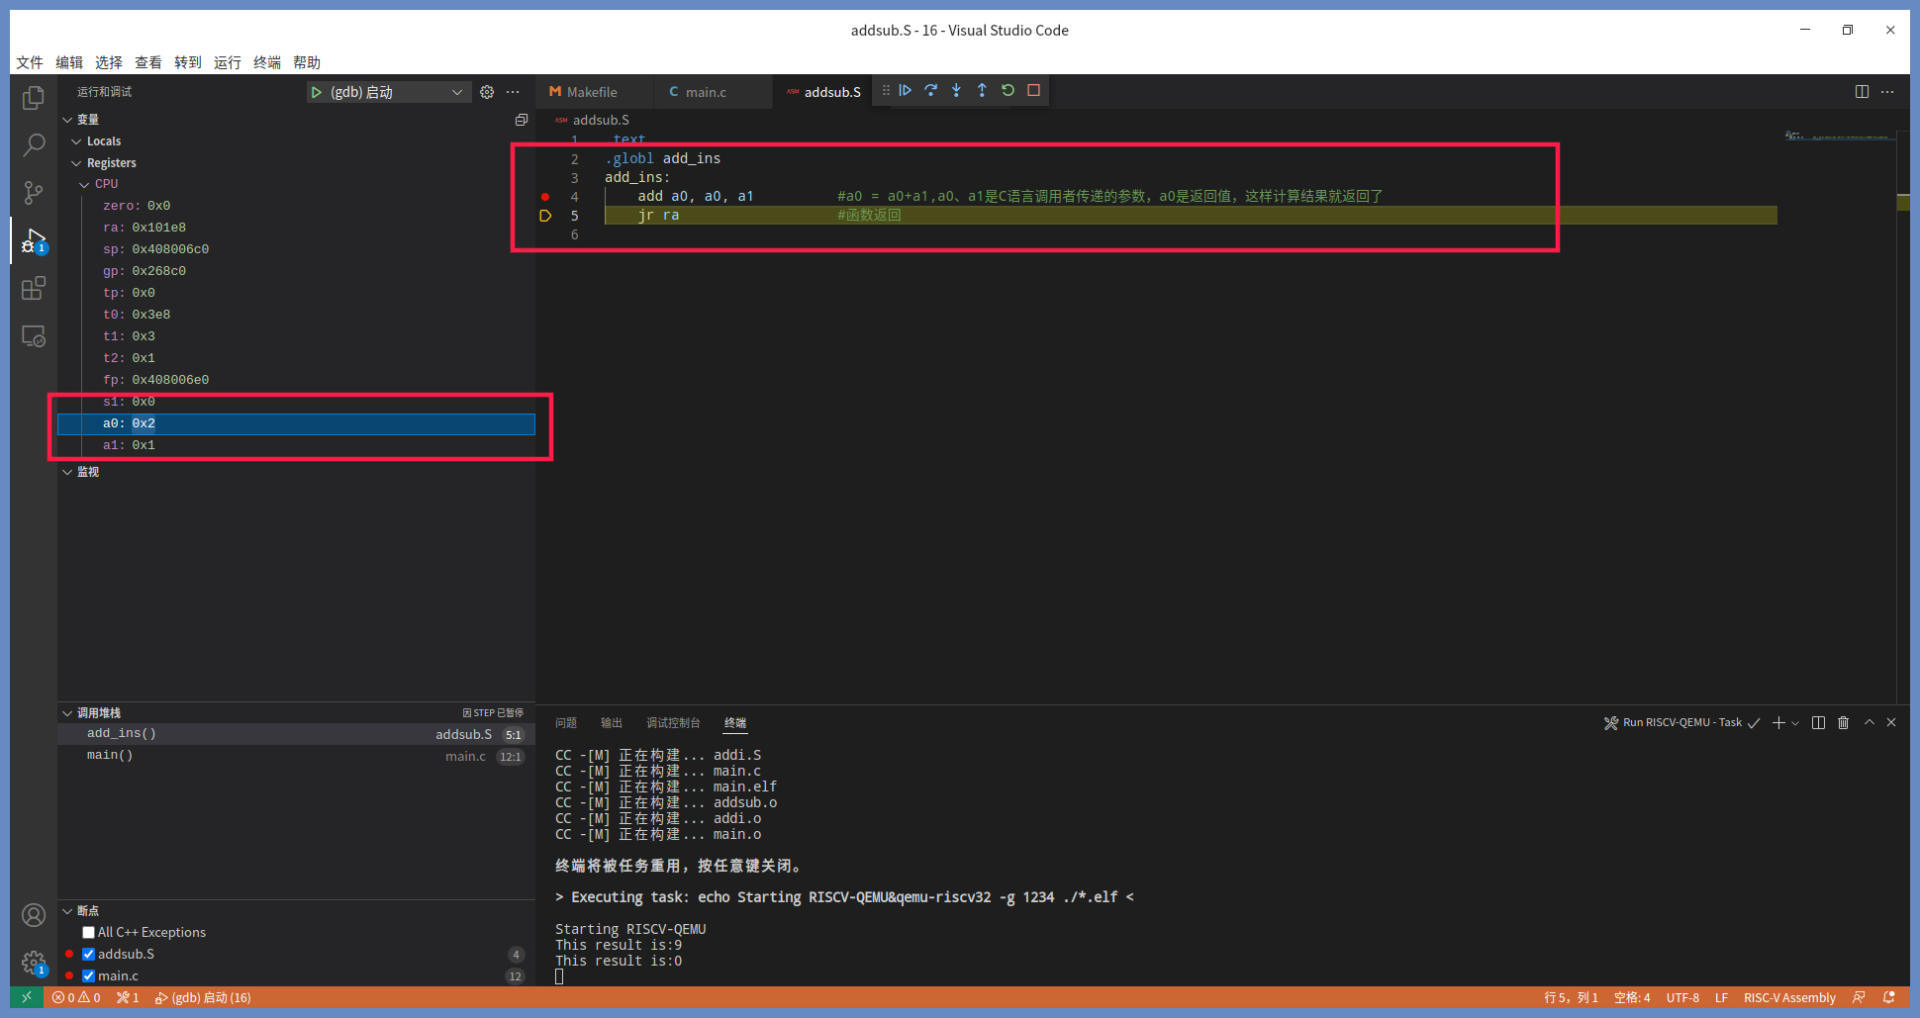 addsub.S - 16 - Visual Studio Code
文件 编辑 选择 查看 转到 运行 终端 帮助
运行和调试
(gdb) 启动
变量
Locals
Registers
CPU
zero: 0x0
ra: 0x101e8
sp: 0x408006c0
gp: 0x268c0
tp: 0x0
t0: 0x3e8
t1: 0x3
t2: 0x1
fp: 0x408006e0
s1: 0x0
a0: 0x2
a1: 0x1
监视
调用堆栈
因 STEP 已暂停
add_ins() addsub.S 5:1
main() main.c 12:1
断点
All C++ Exceptions
addsub.S 4
main.c 12
Makefile
C main.c
addsub.S
addsub.S
1 .text
2 .globl add_ins
3 add_ins:
4 add a0, a0, a1 #a0 = a0+a1,a0、a1是C语言调用者传递的参数，a0是返回值，这样计算结果就返回了
5 jr ra #函数返回
6
问题 输出 调试控制台 终端
Run RISCV-QEMU - Task
CC -[M] 正在构建... addi.S
CC -[M] 正在构建... main.c
CC -[M] 正在构建... main.elf
CC -[M] 正在构建... addsub.o
CC -[M] 正在构建... addi.o
CC -[M] 正在构建... main.o
终端将被任务重用，按任意键关闭。
> Executing task: echo Starting RISCV-QEMU&qemu-riscv32 -g 1234 ./*.elf <
Starting RISCV-QEMU
This result is:9
This result is:0
0 0 1 (gdb) 启动 (16)
行 5，列 1 空格: 4 UTF-8 LF RISC-V Assembly